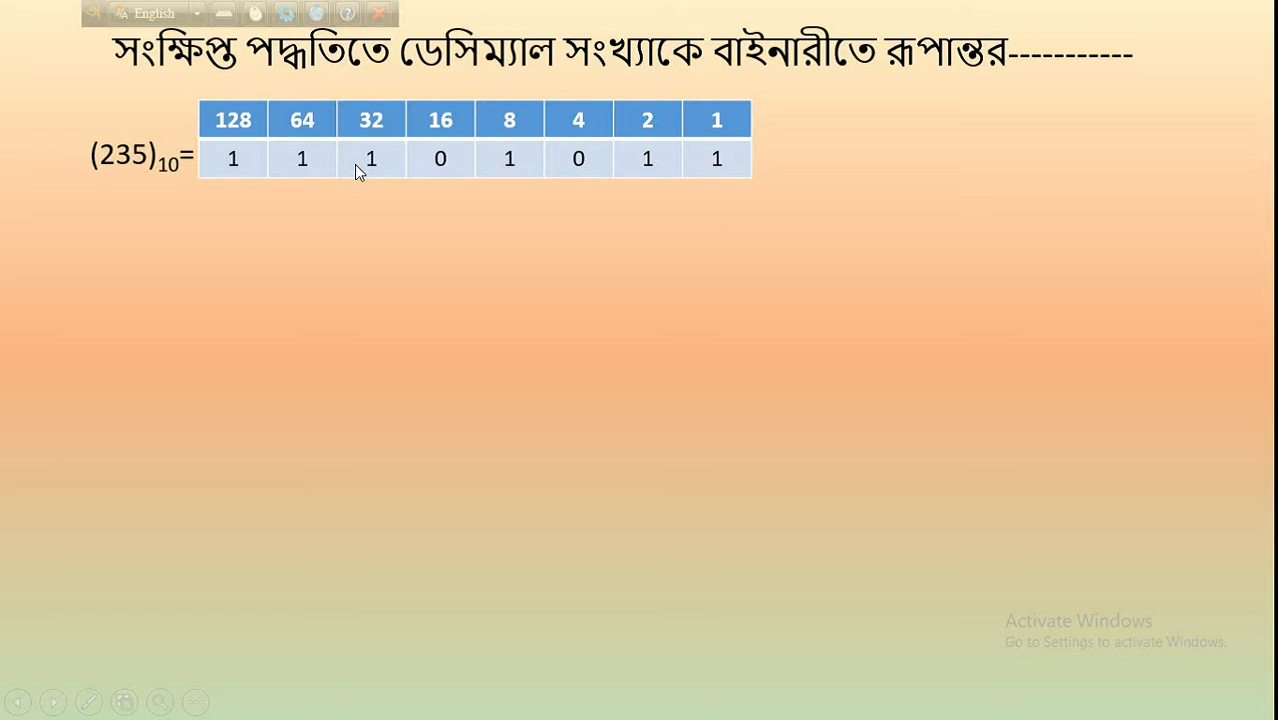 English
সংক্ষিপ্ত পদ্ধতিতে ডেসিম্যাল সংখ্যাকে বাইনারীতে রূপান্তর-----------
128 64 32 16 8 4 2 1
(235)10= 1 1 1 0 1 0 1 1
Activate Windows
Go to Settings to activate Windows.